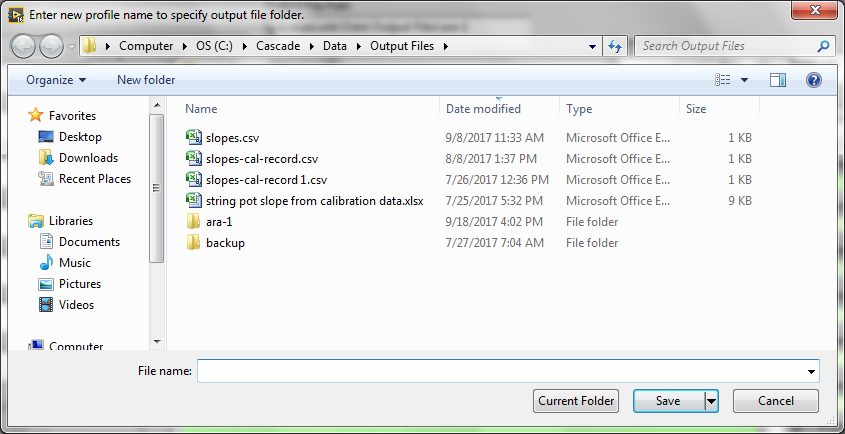 Enter new profile name to specify output file folder.
Computer OS (C:) Cascade Data Output Files Search Output Files
Organize New folder
Name Date modified Type Size
Favorites
Desktop
Downloads
Recent Places
Libraries
Documents
Music
Pictures
Videos
Computer
slopes.csv 9/8/2017 11:33 AM Microsoft Office E... 1 KB
slopes-cal-record.csv 8/8/2017 1:37 PM Microsoft Office E... 1 KB
slopes-cal-record 1.csv 7/26/2017 12:36 PM Microsoft Office E... 1 KB
string pot slope from calibration data.xlsx 7/25/2017 5:32 PM Microsoft Office E... 9 KB
ara-1 9/18/2017 4:02 PM File folder
backup 7/27/2017 7:04 AM File folder
File name:
Current Folder Save Cancel